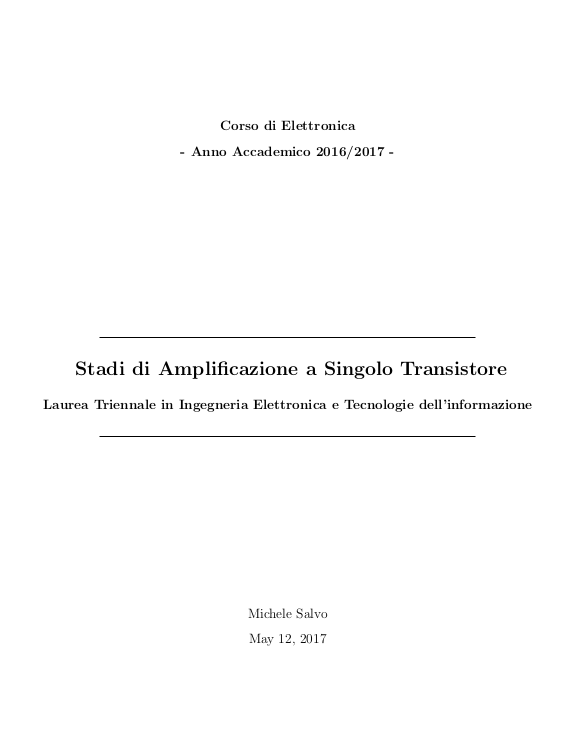 Corso di Elettronica
- Anno Accademico 2016/2017 -
Stadi di Amplificazione a Singolo Transistore
Laurea Triennale in Ingegneria Elettronica e Tecnologie dell'informazione
Michele Salvo
May 12, 2017